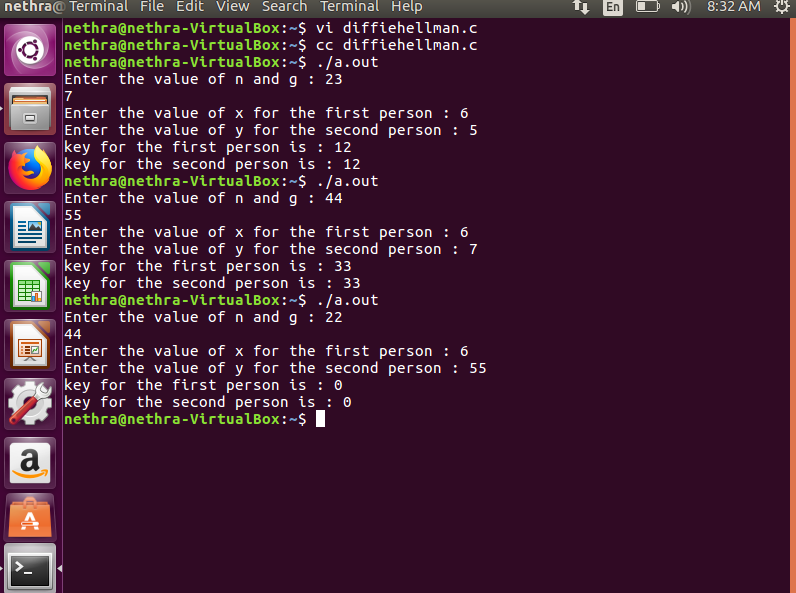 nethra@ Terminal File Edit View Search Terminal Help En 8:32 AM
nethra@nethra-VirtualBox:~$ vi diffiehellman.c
nethra@nethra-VirtualBox:~$ cc diffiehellman.c
nethra@nethra-VirtualBox:~$ ./a.out
Enter the value of n and g : 23
7
Enter the value of x for the first person : 6
Enter the value of y for the second person : 5
key for the first person is : 12
key for the second person is : 12
nethra@nethra-VirtualBox:~$ ./a.out
Enter the value of n and g : 44
55
Enter the value of x for the first person : 6
Enter the value of y for the second person : 7
key for the first person is : 33
key for the second person is : 33
nethra@nethra-VirtualBox:~$ ./a.out
Enter the value of n and g : 22
44
Enter the value of x for the first person : 6
Enter the value of y for the second person : 55
key for the first person is : 0
key for the second person is : 0
nethra@nethra-VirtualBox:~$